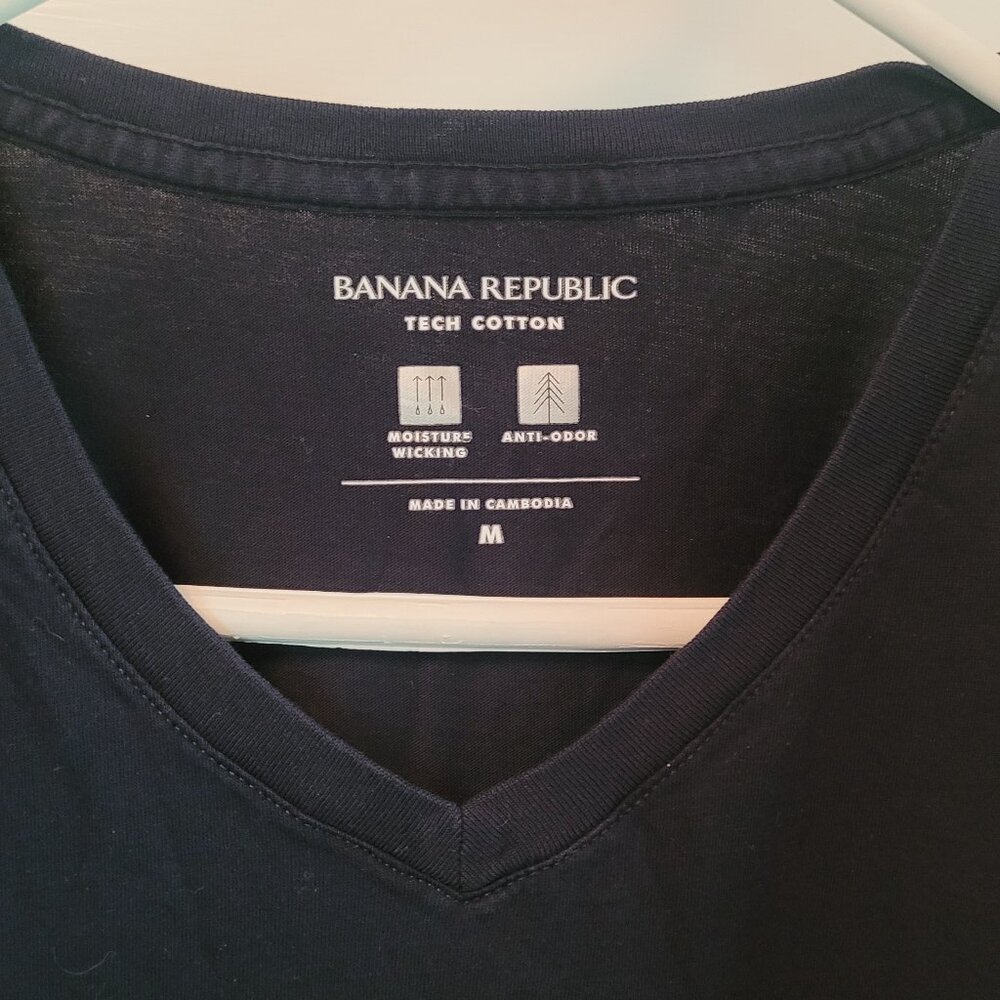 BANANA REPUBLIC
TECH COTTON
MOISTURE
WICKING
ANTI-ODOR
MADE IN CAMBODIA
M